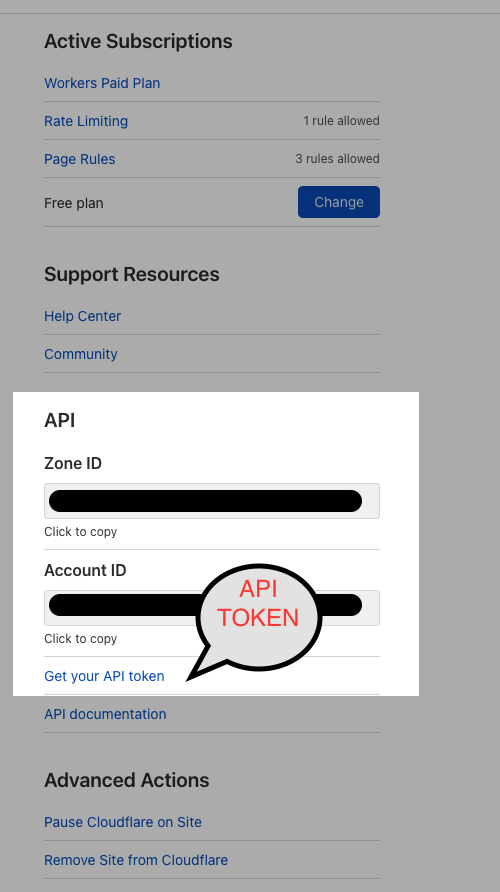 Active Subscriptions
Workers Paid Plan
Rate Limiting 1 rule allowed
Page Rules 3 rules allowed
Free plan Change
Support Resources
Help Center
Community
API
Zone ID
Click to copy
Account ID
API
TOKEN
Click to copy
Get your API token
API documentation
Advanced Actions
Pause Cloudflare on Site
Remove Site from Cloudflare